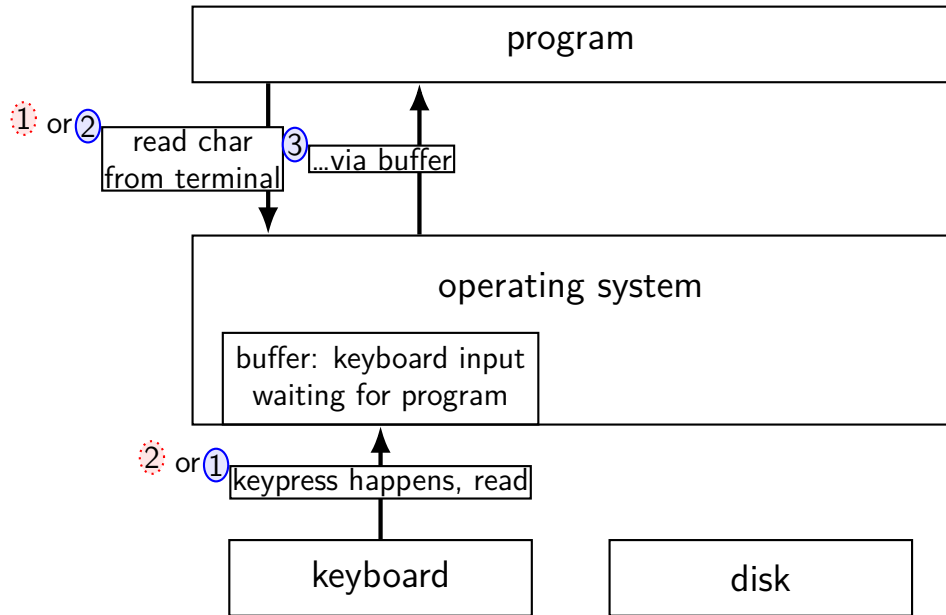 program
1 or 2
read char
from terminal
3
...via buffer
operating system
buffer: keyboard input
waiting for program
2 or 1
keypress happens, read
keyboard
disk